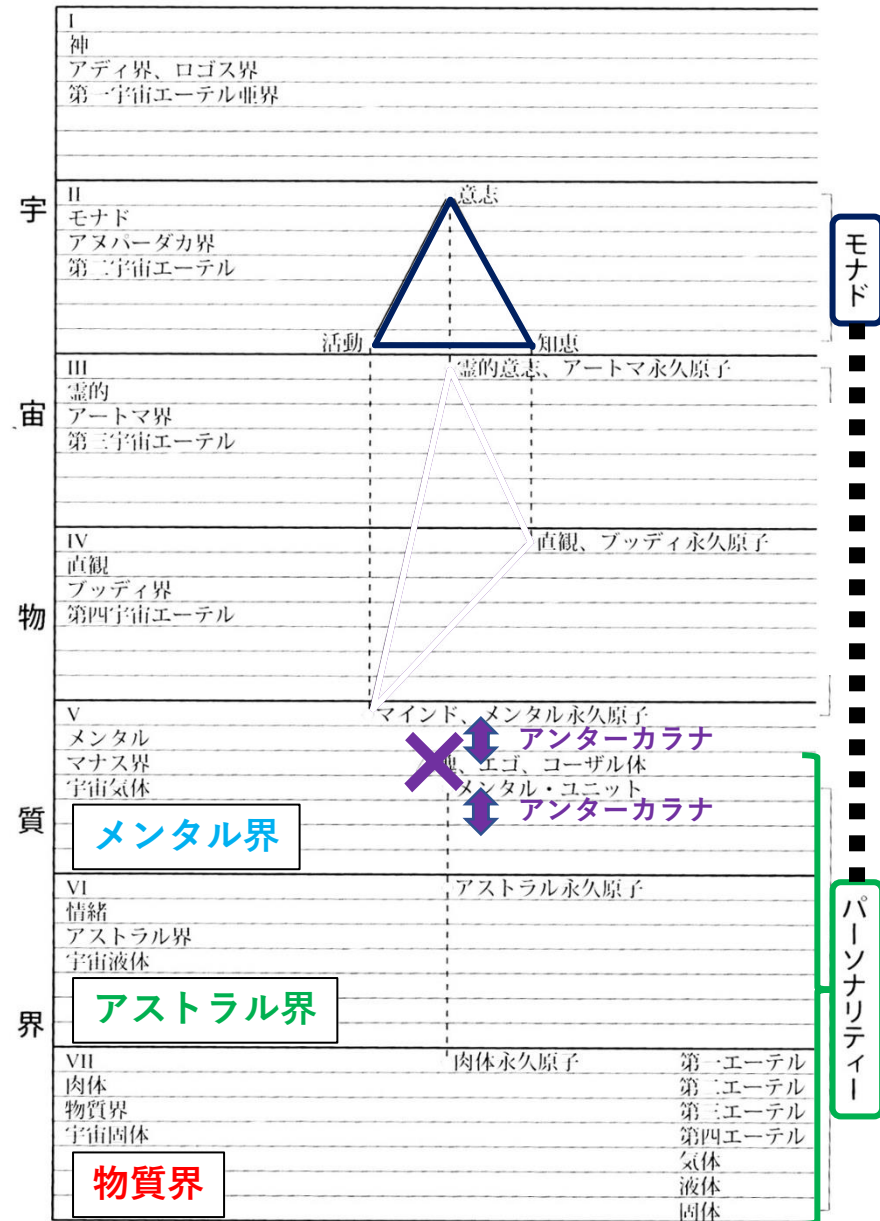 宇宙物質界
I
神
アディ界、ロゴス界
第一宇宙エーテル亜界
II
モナド
アヌパーダカ界
第二宇宙エーテル
意志
活動
知恵
モナド
III
霊的
アートマ界
第三宇宙エーテル
霊的意志、アートマ永久原子
IV
直観
ブッディ界
第四宇宙エーテル
直観、ブッディ永久原子
V
メンタル
マナス界
宇宙気体
メンタル界
マインド、メンタル永久原子
アンターカラナ
、エゴ、コーザル体
メンタル・ユニット
アンターカラナ
VI
情緒
アストラル界
宇宙液体
アストラル界
アストラル永久原子
パーソナリティー
VII
肉体
物質界
宇宙固体
物質界
肉体永久原子
第一エーテル
第二エーテル
第三エーテル
第四エーテル
気体
液体
固体